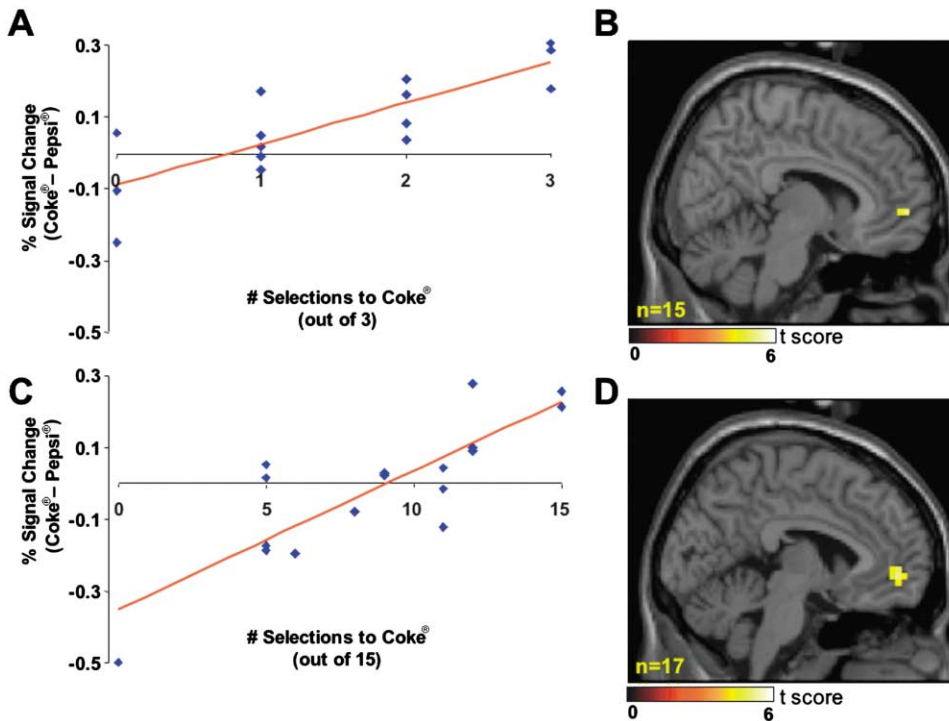 A
0.3
0.1
-0.1
-0.3
-0.5
0
1
2
3
% Signal Change
(Coke® – Pepsi®)
# Selections to Coke®
(out of 3)
B
n=15
0
6
t score
C
0.3
0.1
-0.1
-0.3
-0.5
0
5
10
15
% Signal Change
(Coke® – Pepsi®)
# Selections to Coke®
(out of 15)
D
n=17
0
6
t score